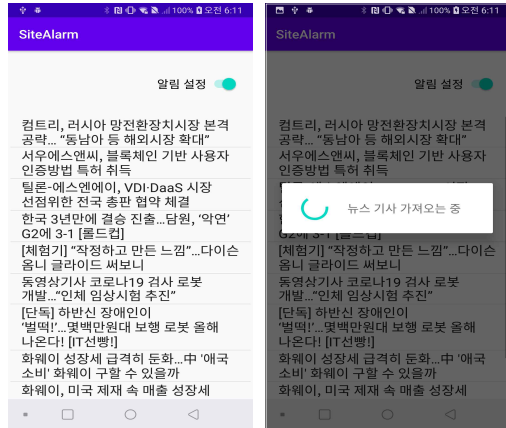 100% 오전 6:11
SiteAlarm
알림 설정
컴트리, 러시아 망전환장치시장 본격
공략... “동남아 등 해외시장 확대”
서우에스앤씨, 블록체인 기반 사용자
인증방법 특허 취득
틸론-에스엔에이, VDI·DaaS 시장
선점위한 전국 총판 협약 체결
한국 3년만에 결승 진출...담원, ‘악연’
G2에 3-1 [롤드컵]
[체험기] “작정하고 만든 느낌”...다이슨
옴니 글라이드 써보니
동영상기자 코로나19 검사 로봇
개발...“인체 임상시험 추진”
[단독] 하반신 장애인이
‘벌떡!’...몇백만원대 보행 로봇 올해
나온다! [IT선빵!]
화웨이 성장세 급격히 둔화...中 '애국
소비' 화웨이 구할 수 있을까
화웨이, 미국 제재 속 매출 성장세
100% 오전 6:11
SiteAlarm
알림 설정
컴트리, 러시아 망전환장치시장 본격
공략... “동남아 등 해외시장 확대”
서우에스앤씨, 블록체인 기반 사용자
인증방법 특허 취득
뉴스 기사 가져오는 중
G2에 3-1 [롤드컵]
[체험기] “작정하고 만든 느낌”...다이슨
옴니 글라이드 써보니
동영상기자 코로나19 검사 로봇
개발...“인체 임상시험 추진”
[단독] 하반신 장애인이
‘벌떡!’...몇백만원대 보행 로봇 올해
나온다! [IT선빵!]
화웨이 성장세 급격히 둔화...中 '애국
소비' 화웨이 구할 수 있을까
화웨이, 미국 제재 속 매출 성장세